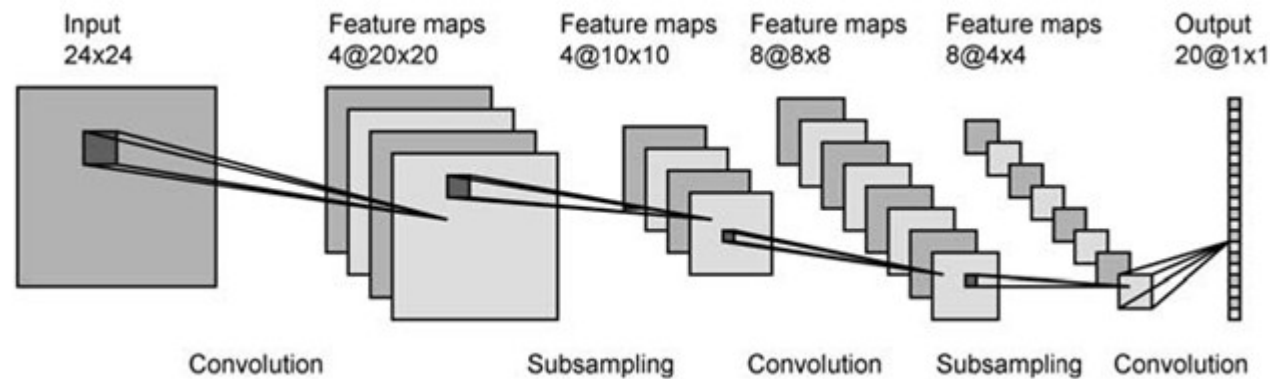 Input
24x24
Feature maps
4@20x20
Feature maps
4@10x10
Feature maps
8@8x8
Feature maps
8@4x4
Output
20@1x1
Convolution
Subsampling
Convolution
Subsampling
Convolution